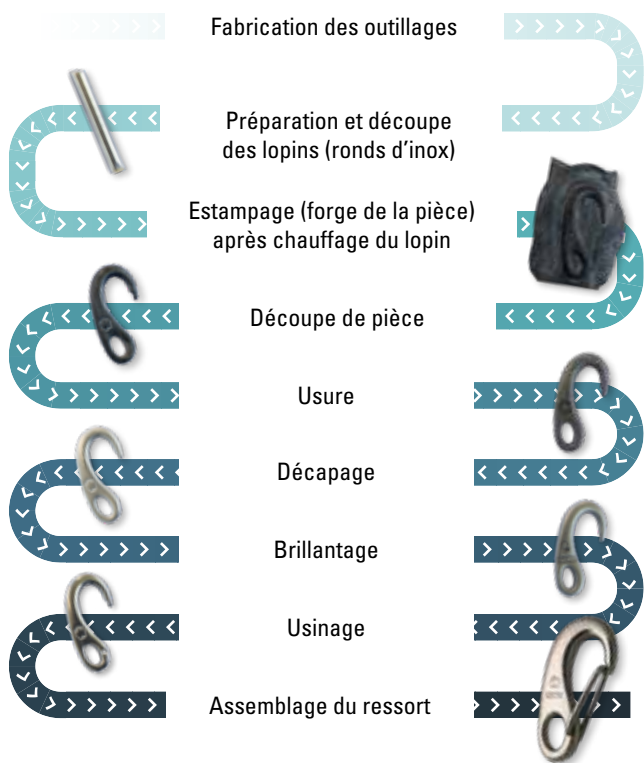 Fabrication des outillages
Préparation et découpe
des lopins (ronds d'inox)
Estampage (forge de la pièce)
après chauffage du lopin
Découpe de pièce
Usure
Décapage
Brillantage
Usinage
Assemblage du ressort